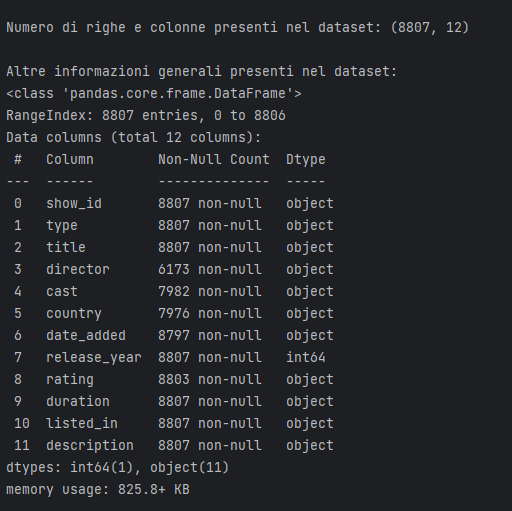 Numero di righe e colonne presenti nel dataset: (8807, 12)
Altre informazioni generali presenti nel dataset:
<class 'pandas.core.frame.DataFrame'>
RangeIndex: 8807 entries, 0 to 8806
Data columns (total 12 columns):
 #   Column        Non-Null Count  Dtype
---  ------        --------------  -----
 0   show_id       8807 non-null   object
 1   type          8807 non-null   object
 2   title         8807 non-null   object
 3   director      6173 non-null   object
 4   cast          7982 non-null   object
 5   country       7976 non-null   object
 6   date_added    8797 non-null   object
 7   release_year  8807 non-null   int64
 8   rating        8803 non-null   object
 9   duration      8807 non-null   object
 10  listed_in     8807 non-null   object
 11  description   8807 non-null   object
dtypes: int64(1), object(11)
memory usage: 825.8+ KB